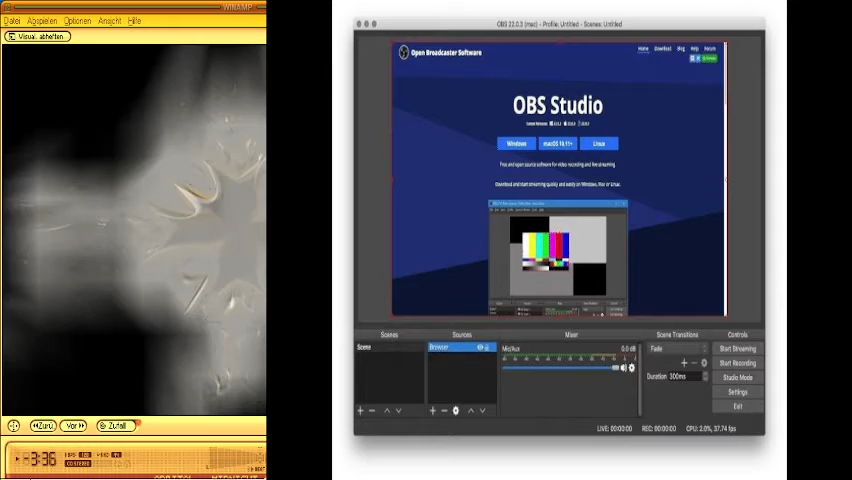 WINAMP
Datei Abspielen Optionen Ansicht Hilfe
Visual. abheften
Zurü
Vor
Zufall
-3:36
OBS 22.0.3 (mac) - Profile: Untitled - Scenes: Untitled
Open Broadcaster Software
Home Download Blog Help Forum
OBS Studio
Windows
macOS 10.11+
Linux
Free and open source software for video recording and live streaming
Download and start streaming quickly and easily on Windows, Mac or Linux.
Scenes
Sources
Mixer
Scene Transitions
Controls
Scene
Browser
Mic/Aux
0.0 dB
Fade
Duration 300ms
Start Streaming
Start Recording
Studio Mode
Settings
Exit
LIVE: 00:00:00
REC: 00:00:00
CPU: 2.0%, 37.74 fps